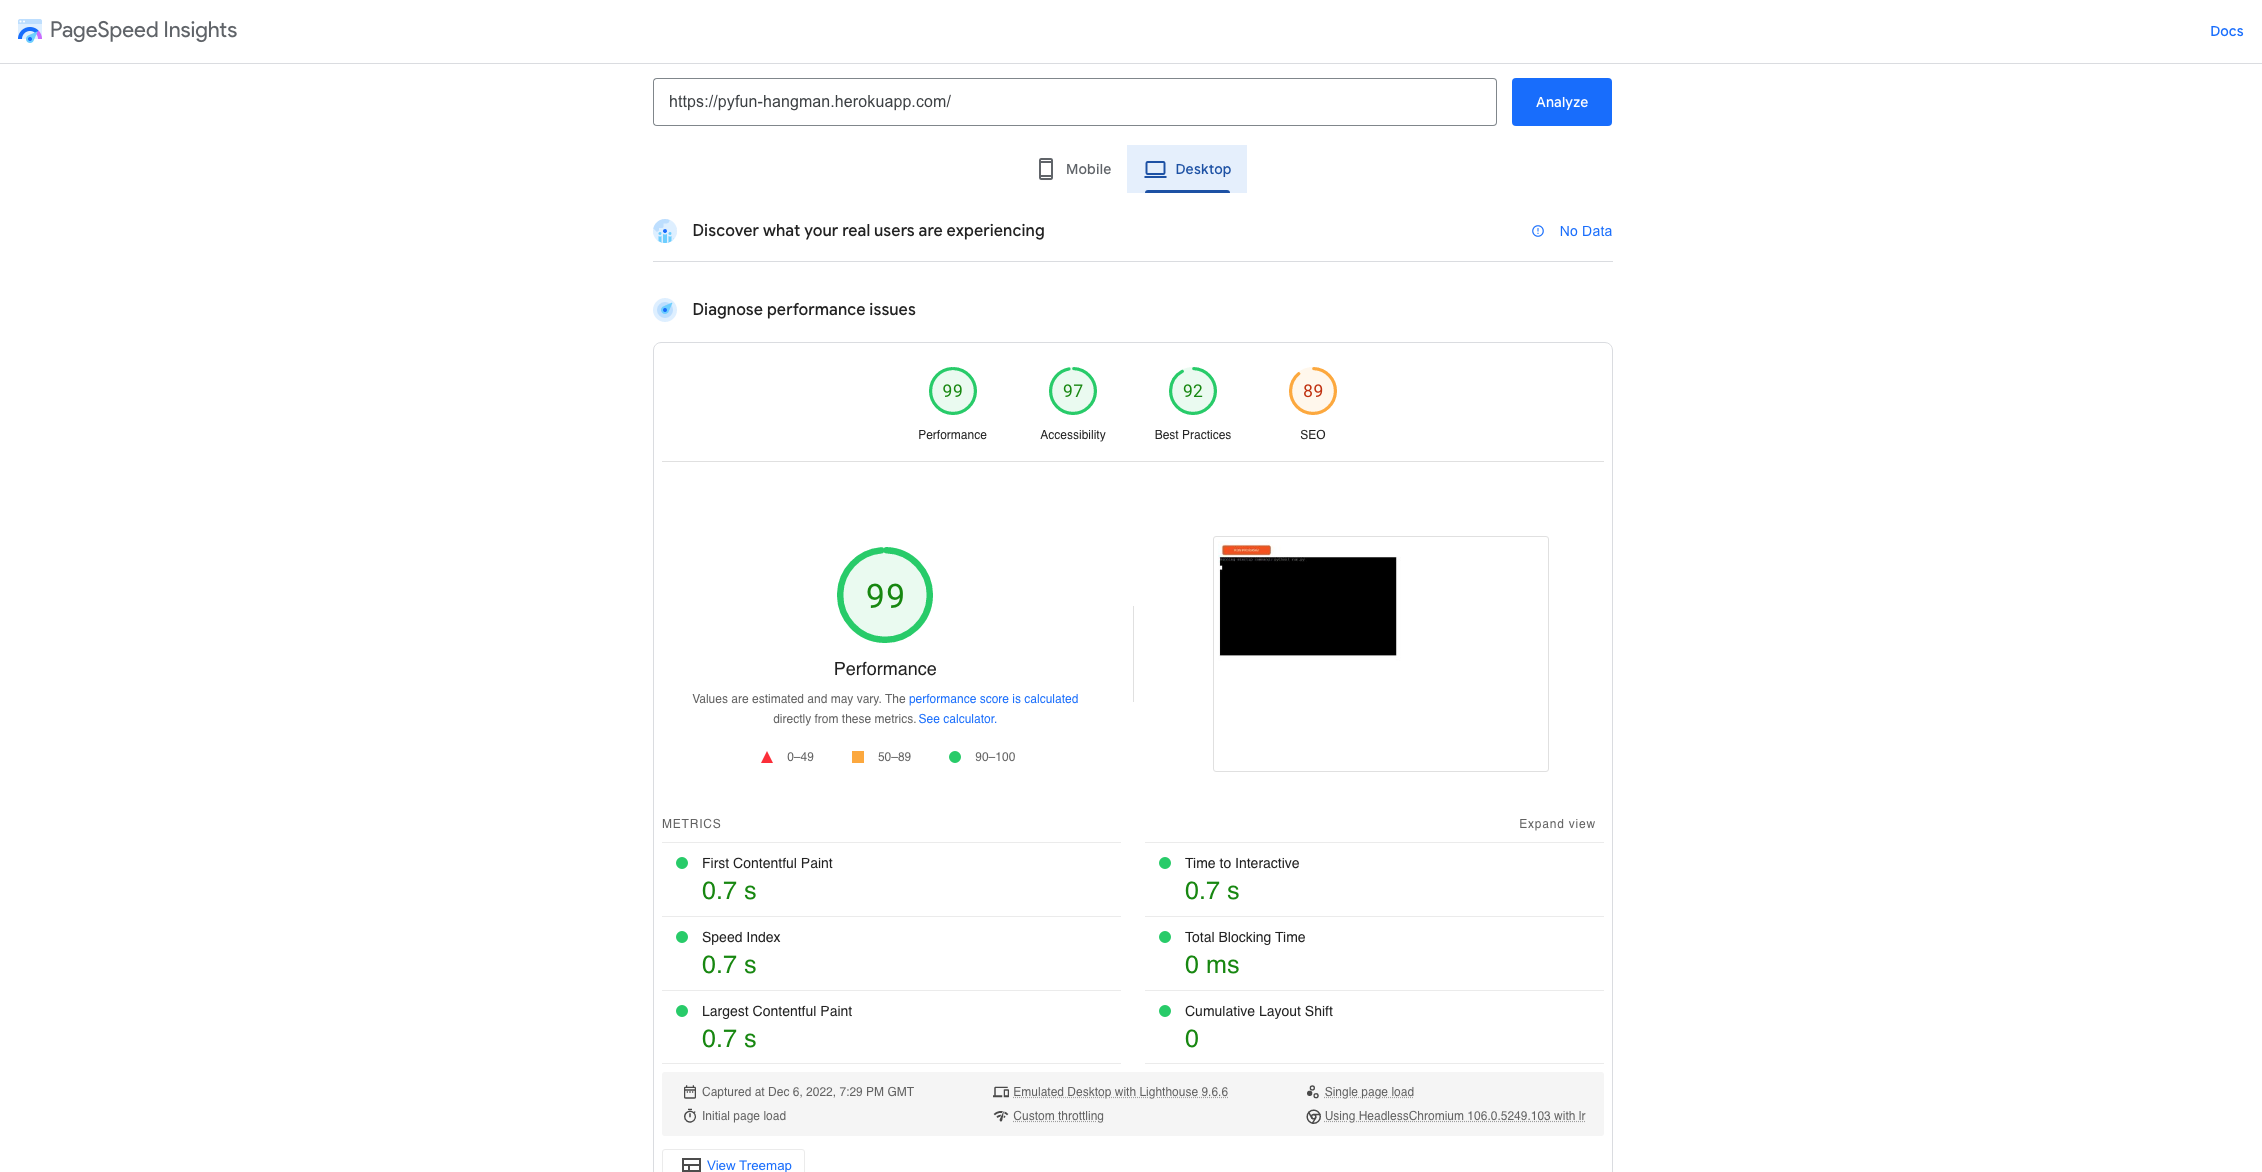 PageSpeed Insights
Docs
https://pyfun-hangman.herokuapp.com/
Analyze
Mobile
Desktop
Discover what your real users are experiencing
No Data
Diagnose performance issues
99
97
92
89
Performance
Accessibility
Best Practices
SEO
99
Performance
Values are estimated and may vary. The performance score is calculated
directly from these metrics. See calculator.
0–49
50–89
90–100
METRICS
Expand view
First Contentful Paint
0.7 s
Time to Interactive
0.7 s
Speed Index
0.7 s
Total Blocking Time
0 ms
Largest Contentful Paint
0.7 s
Cumulative Layout Shift
0
Captured at Dec 6, 2022, 7:29 PM GMT
Emulated Desktop with Lighthouse 9.6.6
Single page load
Initial page load
Custom throttling
Using HeadlessChromium 106.0.5249.103 with lr
View Treemap